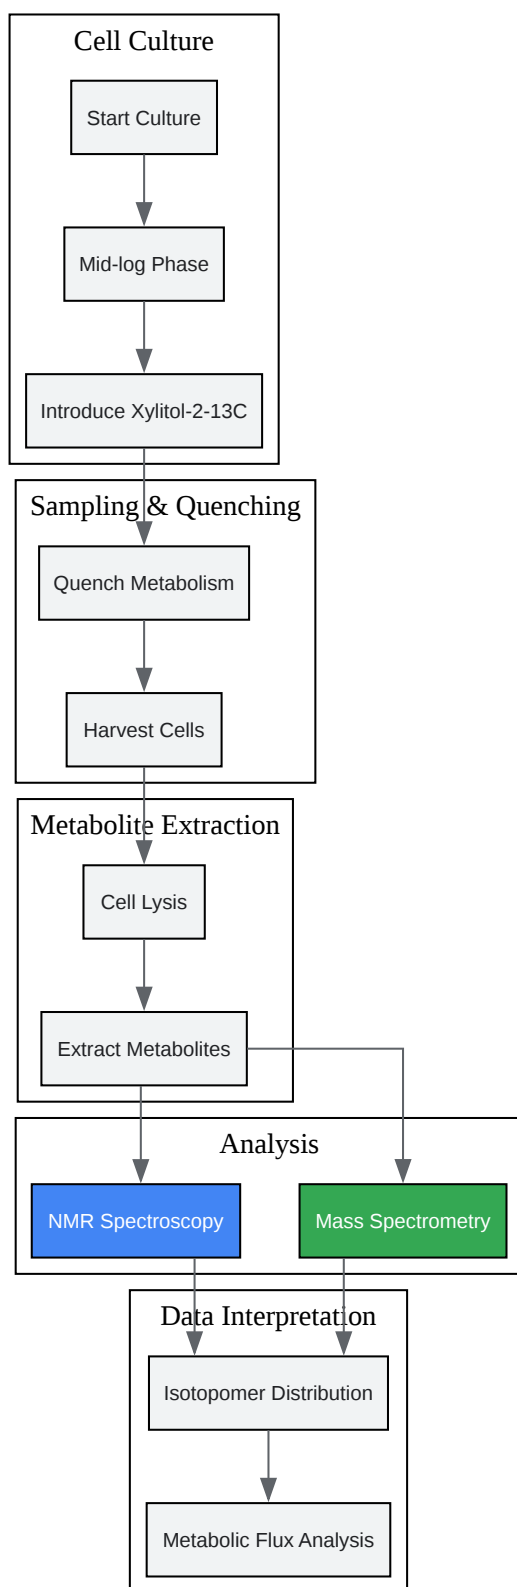 Cell Culture
Start Culture
Mid-log Phase
Introduce Xylitol-2-13C
Sampling & Quenching
Quench Metabolism
Harvest Cells
Metabolite Extraction
Cell Lysis
Extract Metabolites
Analysis
NMR Spectroscopy
Mass Spectrometry
Data Interpretation
Isotopomer Distribution
Metabolic Flux Analysis